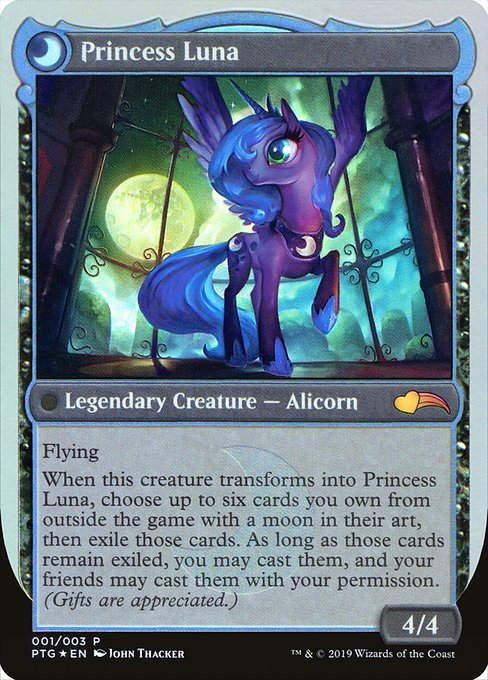 Princess Luna
Legendary Creature — Alicorn
Flying
When this creature transforms into Princess
Luna, choose up to six cards you own from
outside the game with a moon in their art,
then exile those cards. As long as those cards
remain exiled, you may cast them, and your
friends may cast them with your permission.
(Gifts are appreciated.)
4/4
001/003 P
PTG★EN John Thacker
™ & © 2019 Wizards of the Coast